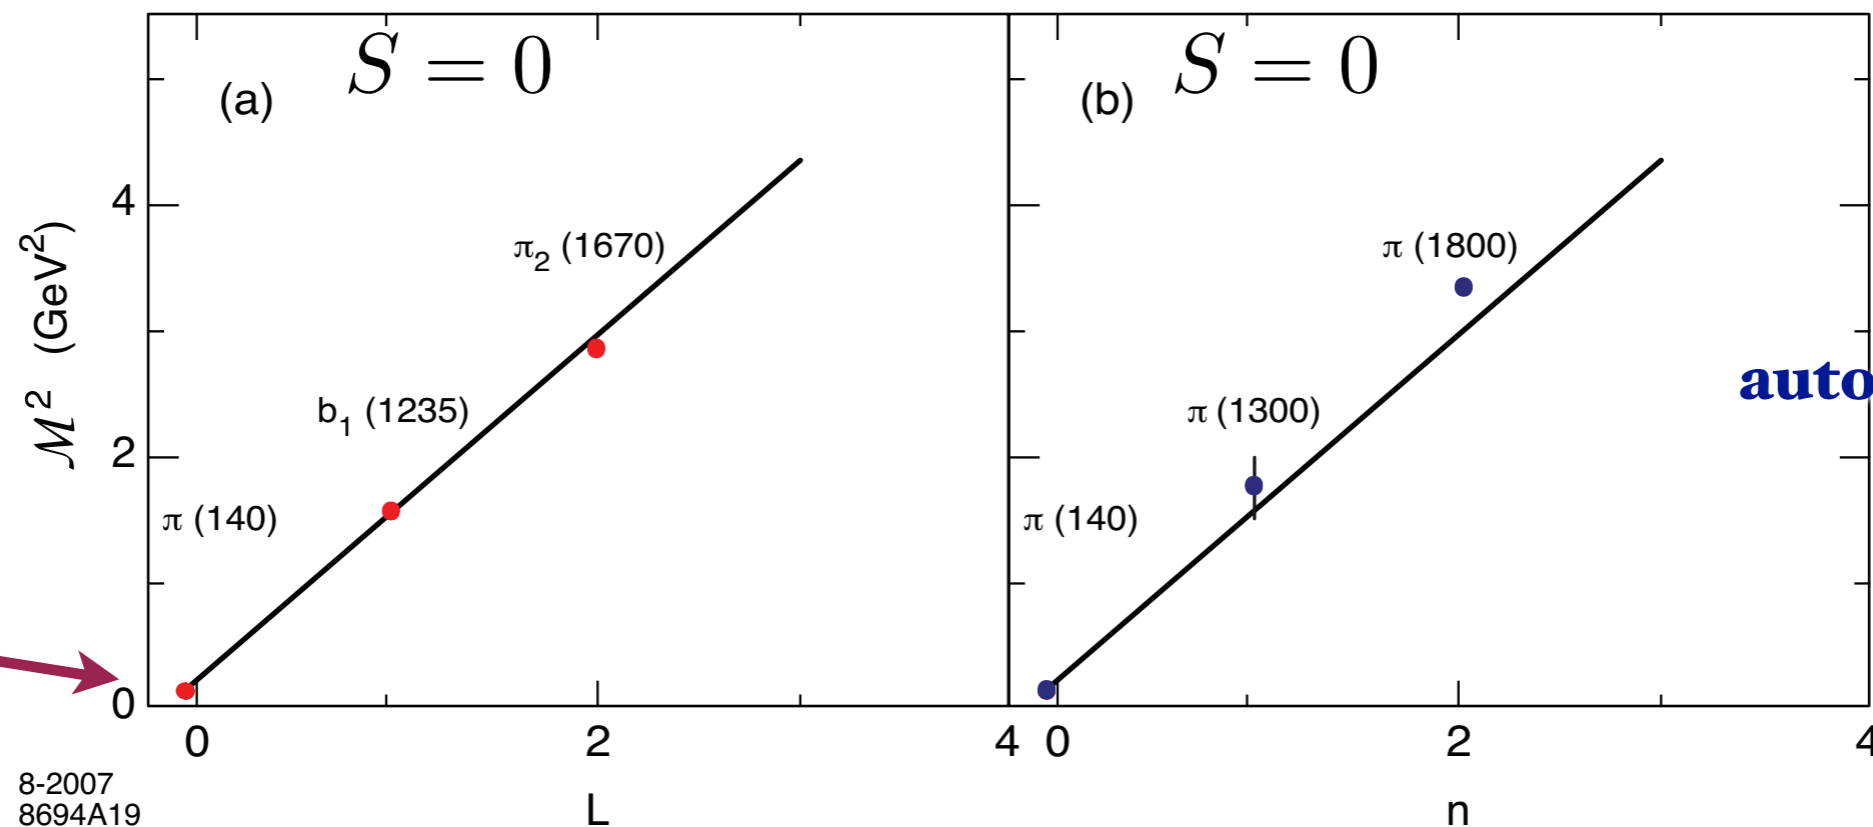 (a) S = 0
(b) S = 0
4
π₂ (1670)
π (1800)
ℳ² (GeV²)
auto
b₁ (1235)
π (1300)
2
π (140)
π (140)
0
0 2 4 0 2 4
8-2007
8694A19
L n